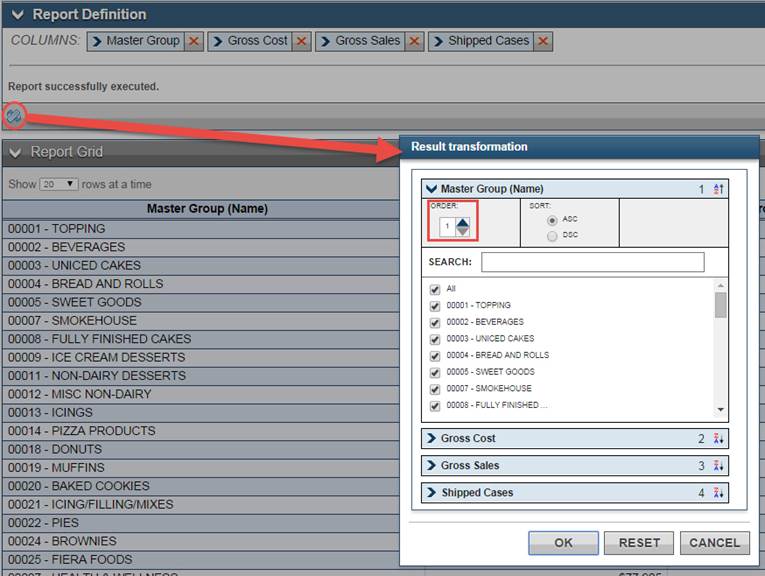 Report Definition
COLUMNS: Master Group Gross Cost Gross Sales Shipped Cases
Report successfully executed.
Report Grid
Show 20 rows at a time
Master Group (Name)
00001 - TOPPING
00002 - BEVERAGES
00003 - UNICED CAKES
00004 - BREAD AND ROLLS
00005 - SWEET GOODS
00007 - SMOKEHOUSE
00008 - FULLY FINISHED CAKES
00009 - ICE CREAM DESSERTS
00011 - NON-DAIRY DESSERTS
00012 - MISC NON-DAIRY
00013 - ICINGS
00014 - PIZZA PRODUCTS
00018 - DONUTS
00019 - MUFFINS
00020 - BAKED COOKIES
00021 - ICING/FILLING/MIXES
00022 - PIES
00024 - BROWNIES
00025 - FIERA FOODS
Result transformation
Master Group (Name) 1
ORDER: SORT:
1 ASC
DSC
SEARCH:
All
00001 - TOPPING
00002 - BEVERAGES
00003 - UNICED CAKES
00004 - BREAD AND ROLLS
00005 - SWEET GOODS
00007 - SMOKEHOUSE
00008 - FULLY FINISHED ...
Gross Cost 2
Gross Sales 3
Shipped Cases 4
OK RESET CANCEL